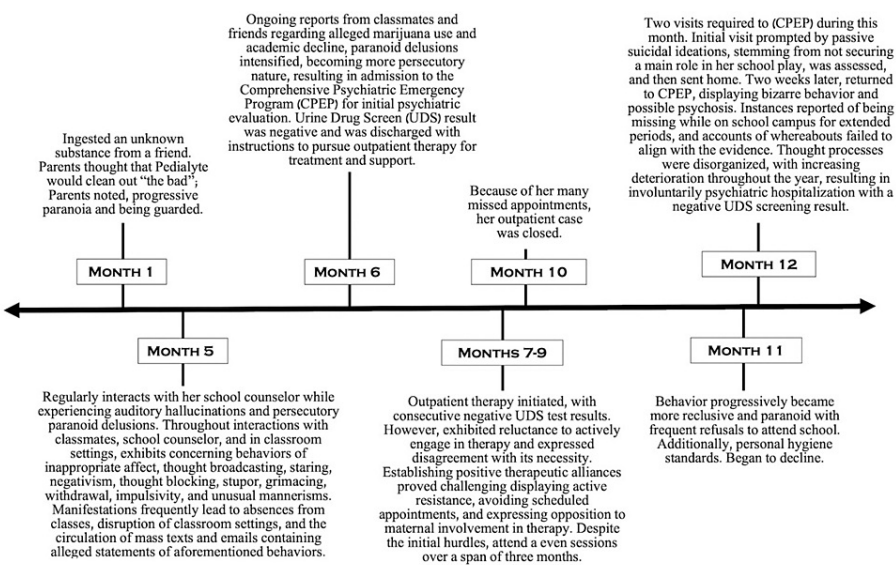 Ingested an unknown
substance from a friend.
Parents thought that Pedialyte
would clean out “the bad”;
Parents noted, progressive
paranoia and being guarded.
MONTH 1
Regularly interacts with her school counselor while
experiencing auditory hallucinations and persecutory
paranoid delusions. Throughout interactions with
classmates, school counselor, and in classroom
settings, exhibits concerning behaviors of
inappropriate affect, thought broadcasting, staring,
negativism, thought blocking, stupor, grimacing,
withdrawal, impulsivity, and unusual mannerisms.
Manifestations frequently lead to absences from
classes, disruption of classroom settings, and the
circulation of mass texts and emails containing
alleged statements of aforementioned behaviors.
MONTH 5
Ongoing reports from classmates and
friends regarding alleged marijuana use and
academic decline, paranoid delusions
intensified, becoming more persecutory
nature, resulting in admission to the
Comprehensive Psychiatric Emergency
Program (CPEP) for initial psychiatric
evaluation. Urine Drug Screen (UDS) result
was negative and was discharged with
instructions to pursue outpatient therapy for
treatment and support.
MONTH 6
MONTHS 7-9
Outpatient therapy initiated, with
consecutive negative UDS test results.
However, exhibited reluctance to actively
engage in therapy and expressed
disagreement with its necessity.
Establishing positive therapeutic alliances
proved challenging displaying active
resistance, avoiding scheduled
appointments, and expressing opposition to
maternal involvement in therapy. Despite
the initial hurdles, attend a even sessions
over a span of three months.
Because of her many
missed appointments,
her outpatient case
was closed.
MONTH 10
MONTH 11
Behavior progressively became
more reclusive and paranoid with
frequent refusals to attend school.
Additionally, personal hygiene
standards. Began to decline.
Two visits required to (CPEP) during this
month. Initial visit prompted by passive
suicidal ideations, stemming from not securing
a main role in her school play, was assessed,
and then sent home. Two weeks later, returned
to CPEP, displaying bizarre behavior and
possible psychosis. Instances reported of being
missing while on school campus for extended
periods, and accounts of whereabouts failed to
align with the evidence. Thought processes
were disorganized, with increasing
deterioration throughout the year, resulting in
involuntarily psychiatric hospitalization with a
negative UDS screening result.
MONTH 12